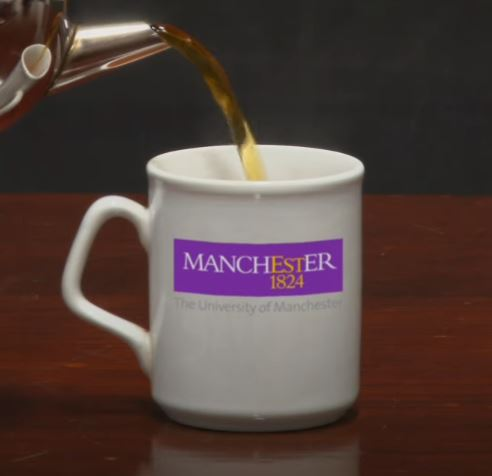 MANCHESTER
1824
The University of Manchester